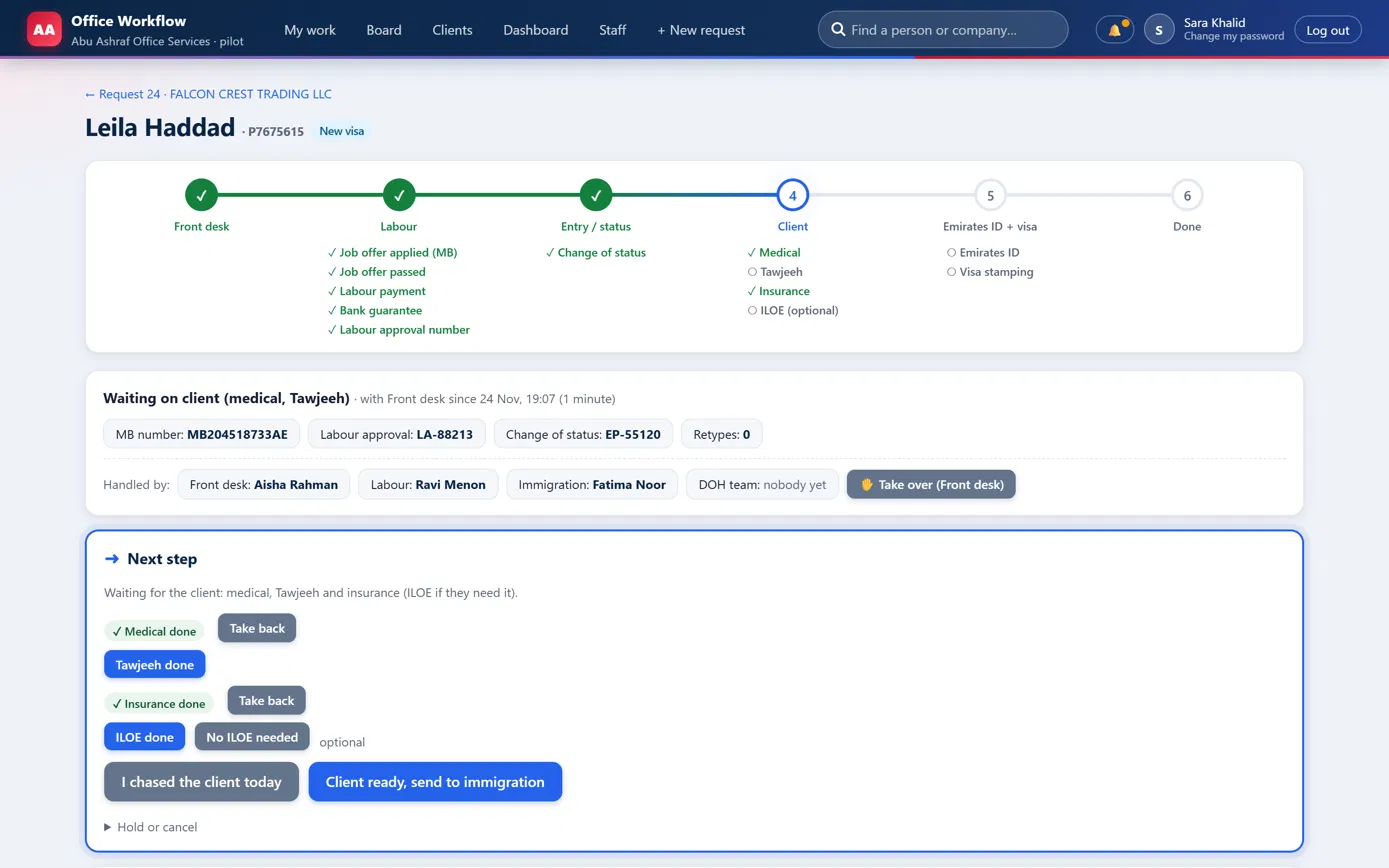 AA
Office Workflow
Abu Ashraf Office Services · pilot
My work
Board
Clients
Dashboard
Staff
+ New request
Find a person or company...
S
Sara Khalid
Change my password
Log out
← Request 24 · FALCON CREST TRADING LLC
Leila Haddad · P7675615 New visa
✓ ✓ ✓ 4 5 6
Front desk
Labour
✓ Job offer applied (MB)
✓ Job offer passed
✓ Labour payment
✓ Bank guarantee
✓ Labour approval number
Entry / status
✓ Change of status
Client
✓ Medical
○ Tawjeeh
✓ Insurance
○ ILOE (optional)
Emirates ID + visa
○ Emirates ID
○ Visa stamping
Done
Waiting on client (medical, Tawjeeh) · with Front desk since 24 Nov, 19:07 (1 minute)
MB number: MB204518733AE Labour approval: LA-88213 Change of status: EP-55120 Retypes: 0
Handled by: Front desk: Aisha Rahman Labour: Ravi Menon Immigration: Fatima Noor DOH team: nobody yet ✋ Take over (Front desk)
→ Next step
Waiting for the client: medical, Tawjeeh and insurance (ILOE if they need it).
✓ Medical done Take back
Tawjeeh done
✓ Insurance done Take back
ILOE done No ILOE needed optional
I chased the client today Client ready, send to immigration
▶ Hold or cancel